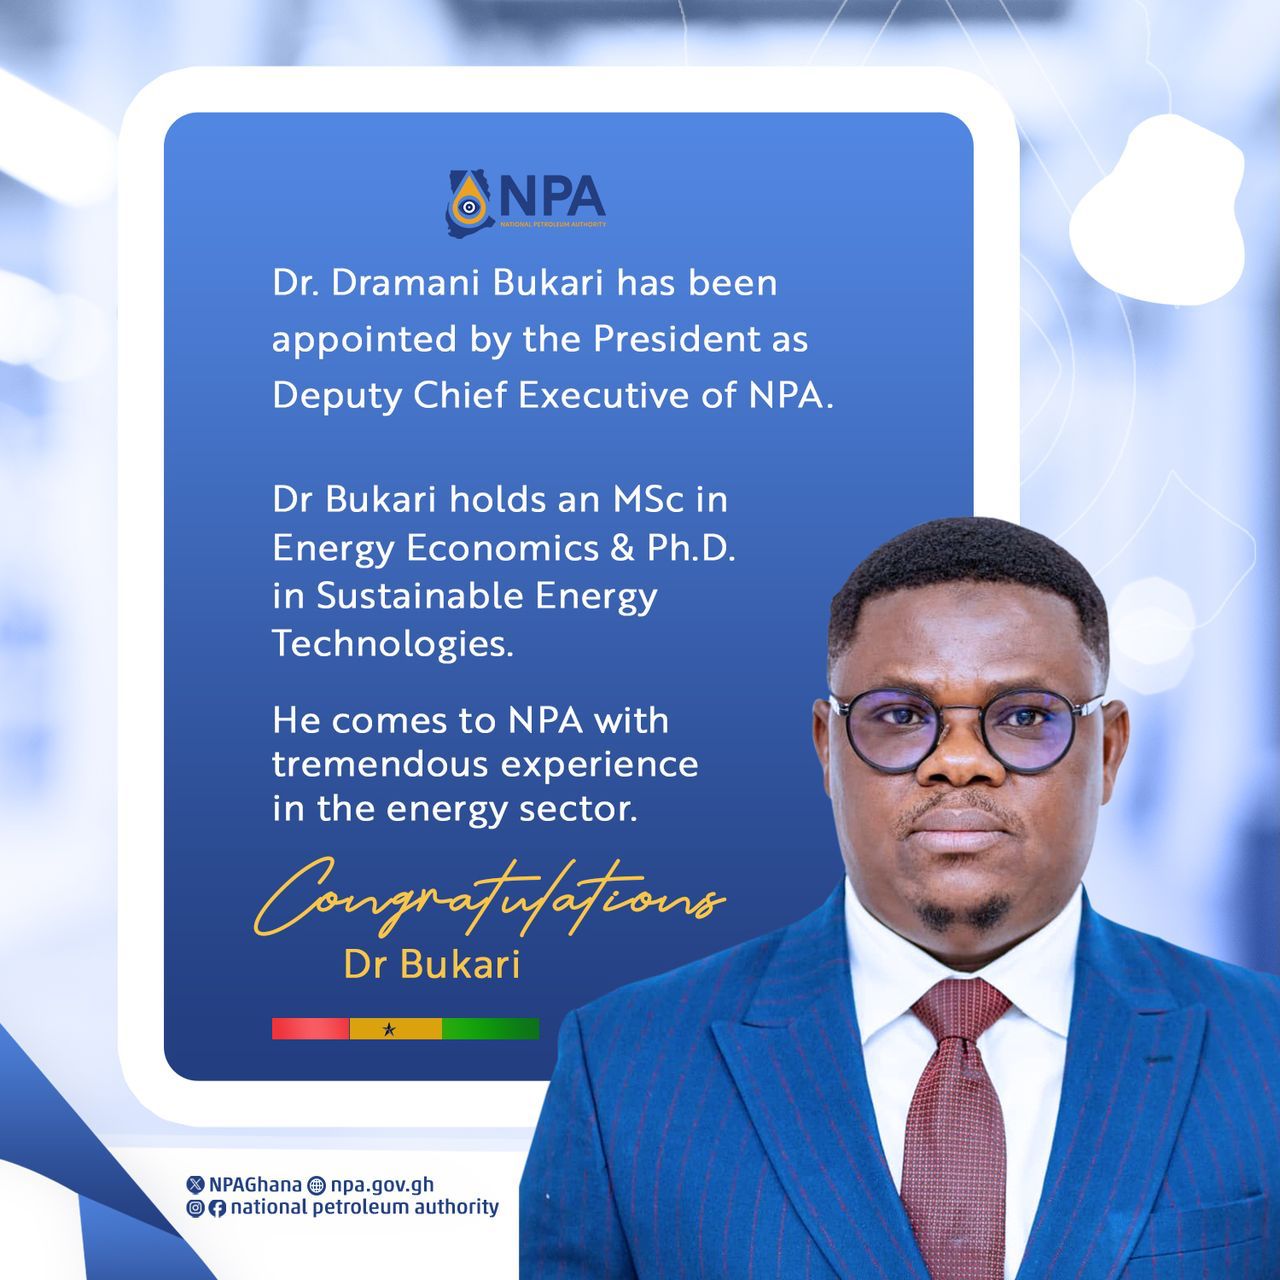 NPA
NATIONAL PETROLEUM AUTHORITY
Dr. Dramani Bukari has been
appointed by the President as
Deputy Chief Executive of NPA.
Dr Bukari holds an MSc in
Energy Economics & Ph.D.
in Sustainable Energy
Technologies.
He comes to NPA with
tremendous experience
in the energy sector.
Congratulations
Dr Bukari
NPAGhana npa.gov.gh
national petroleum authority